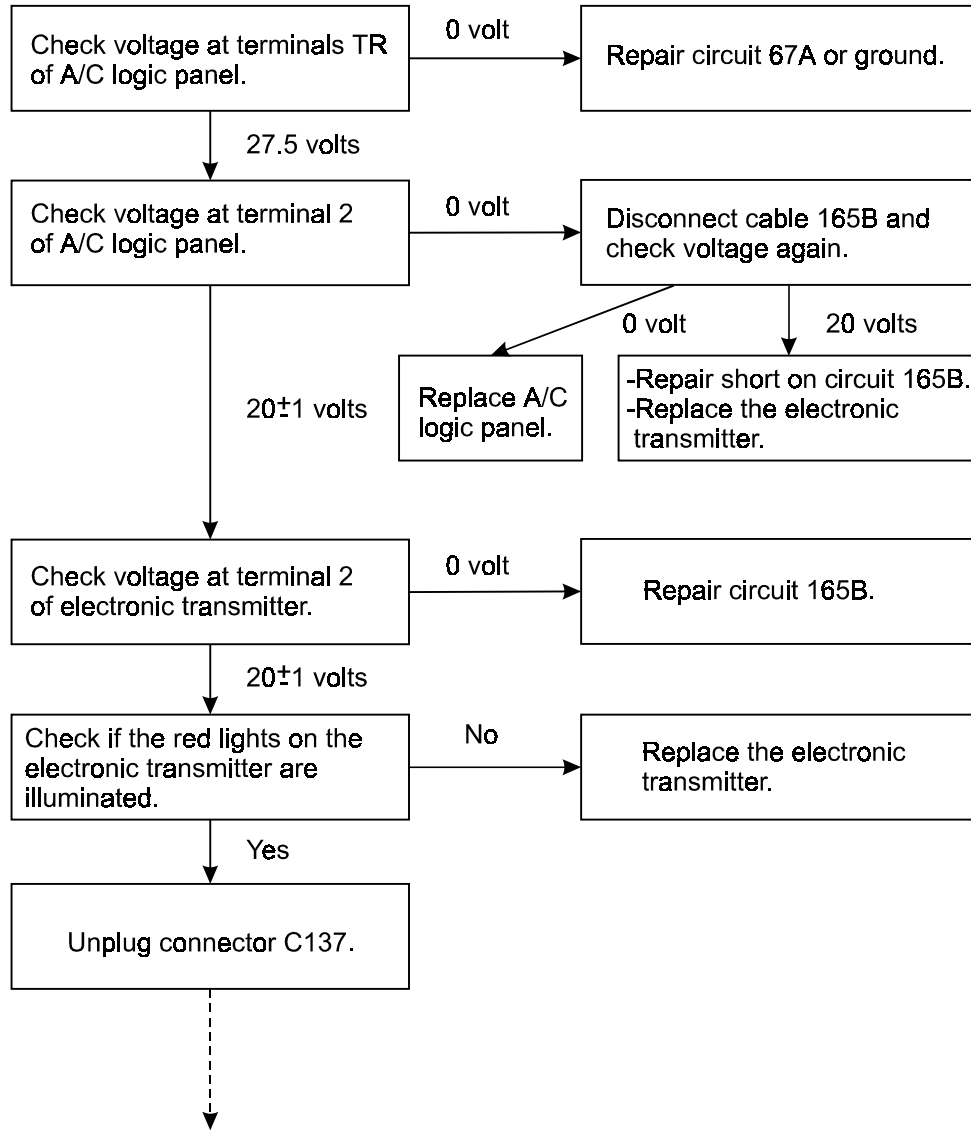 Check voltage at terminals TR
of A/C logic panel.
0 volt
Repair circuit 67A or ground.
27.5 volts
Check voltage at terminal 2
of A/C logic panel.
0 volt
Disconnect cable 165B and
check voltage again.
0 volt
20 volts
Replace A/C
logic panel.
-Repair short on circuit 165B.
-Replace the electronic
transmitter.
20±1 volts
Check voltage at terminal 2
of electronic transmitter.
0 volt
Repair circuit 165B.
20±1 volts
Check if the red lights on the
electronic transmitter are
illuminated.
No
Replace the electronic
transmitter.
Yes
Unplug connector C137.